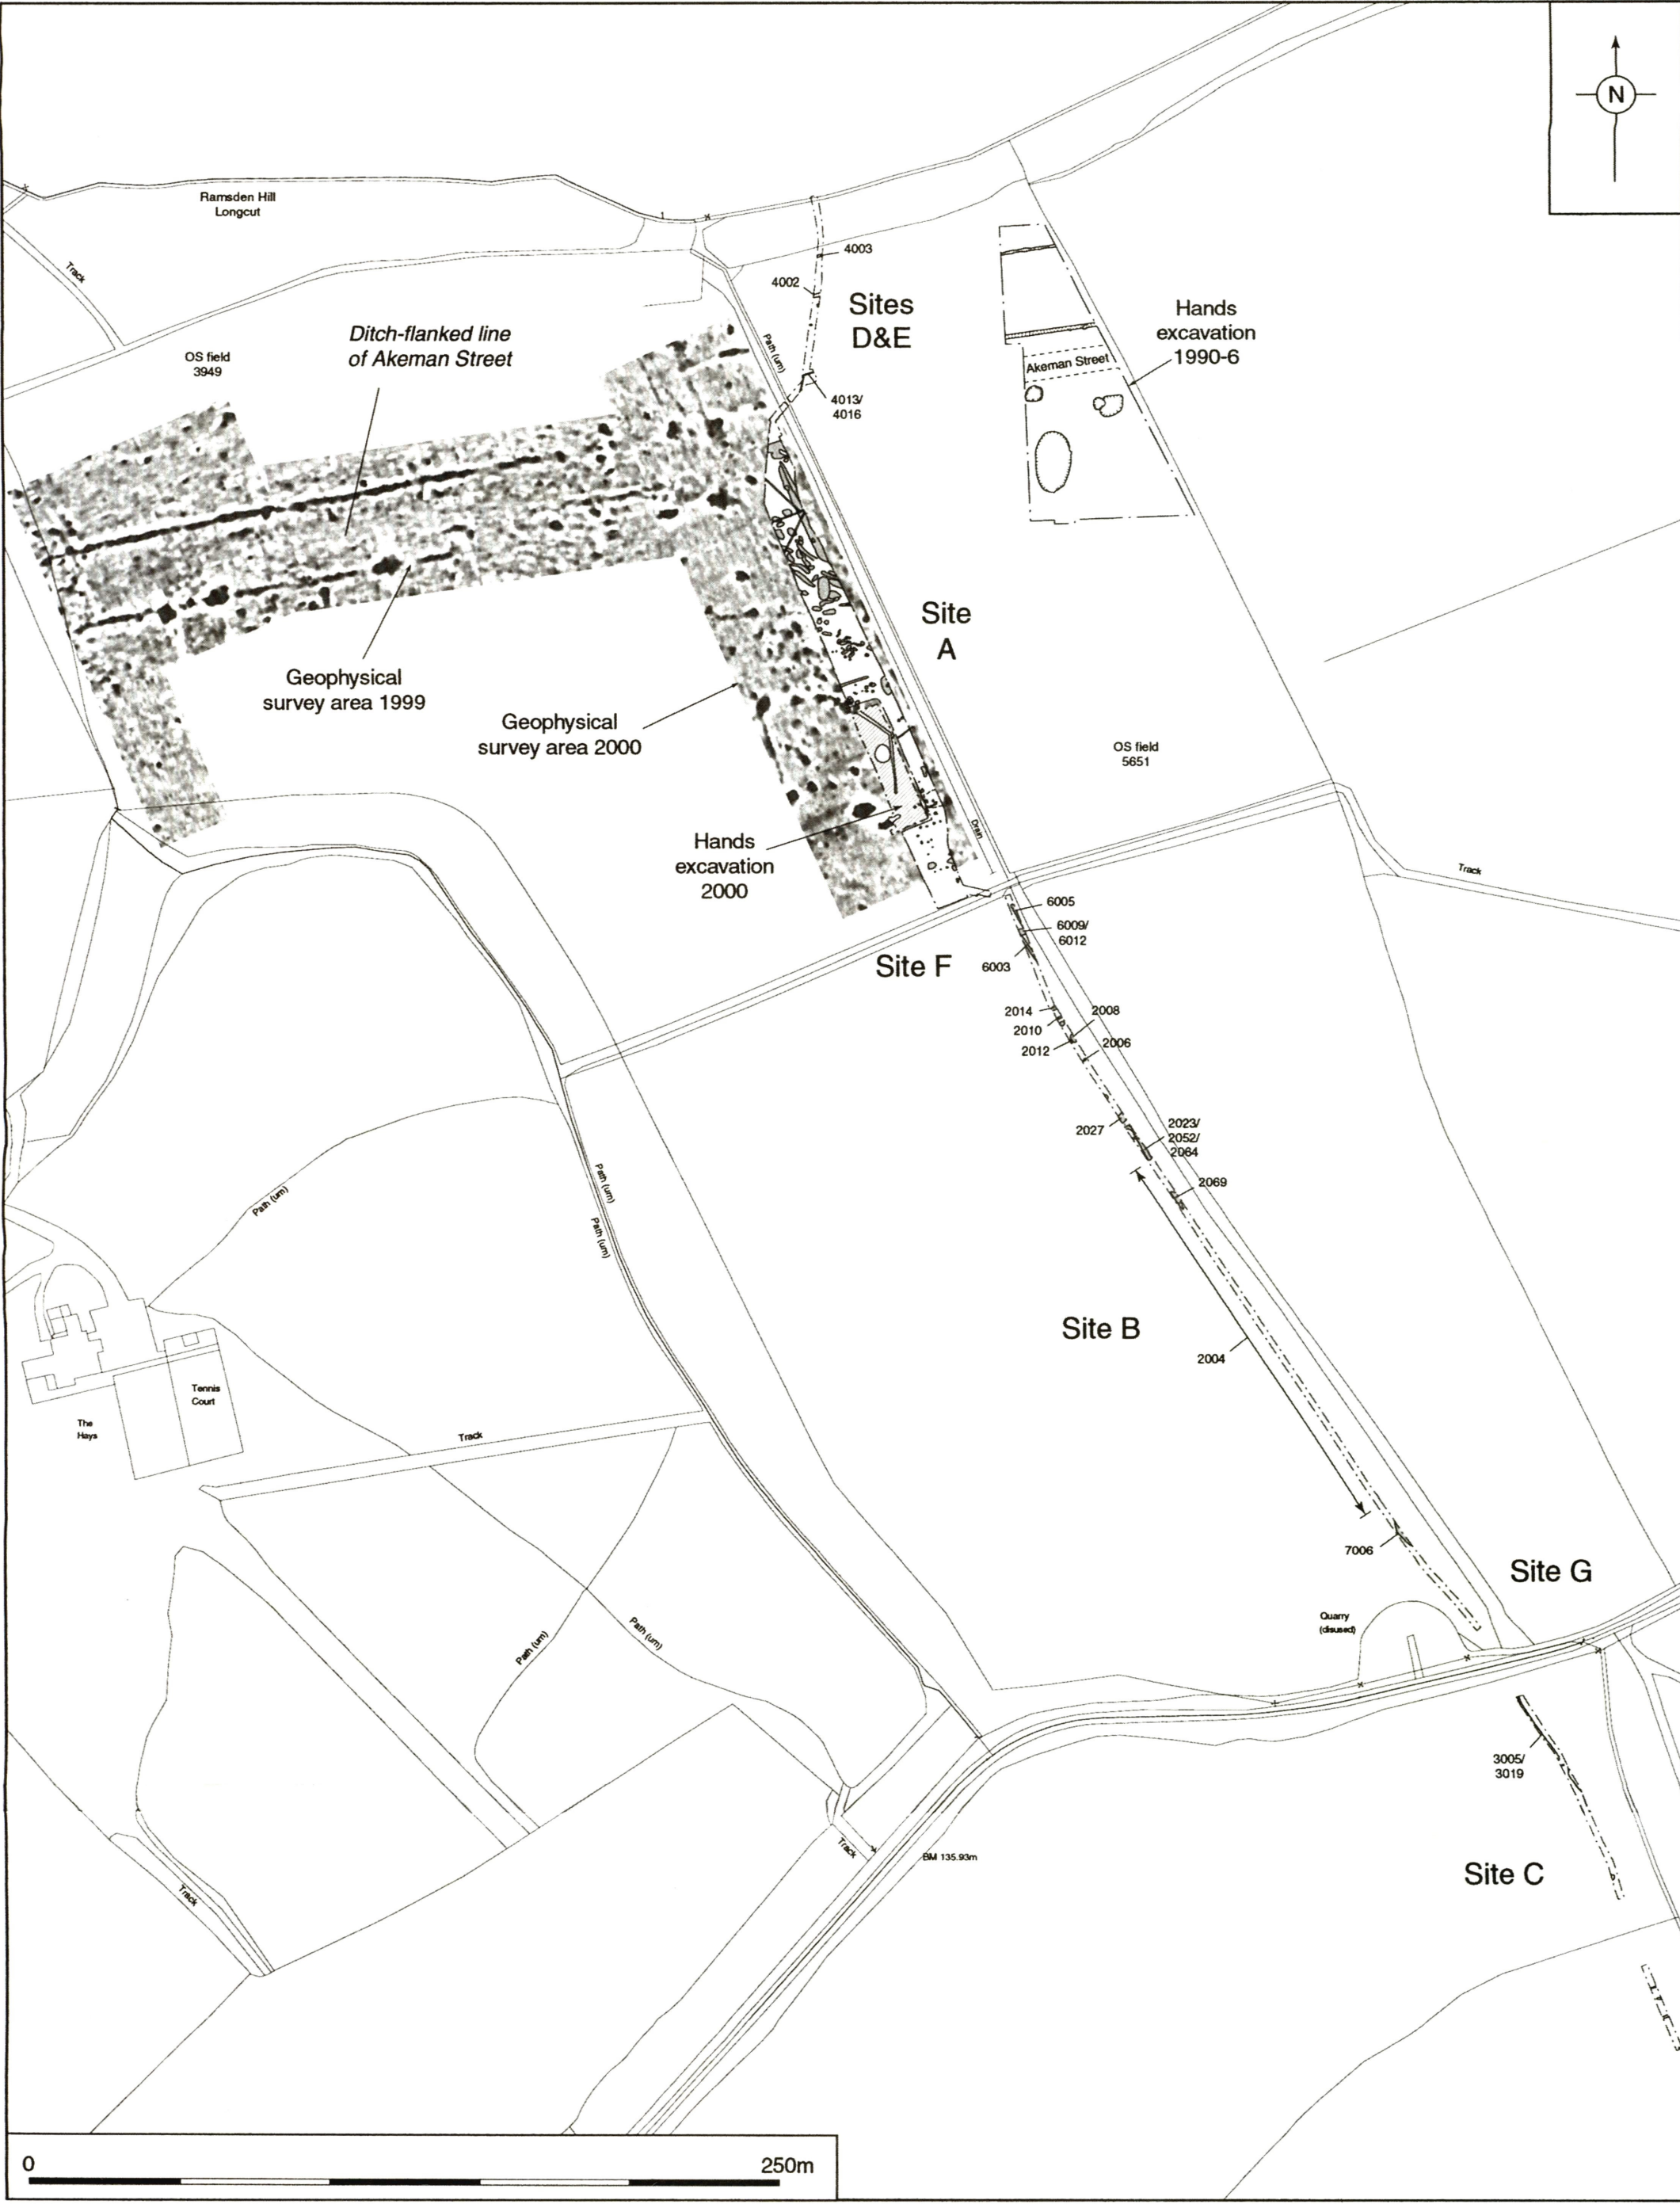 N
Ramsden Hill
Longcut
Track
4003
4002
Sites
D&E
Hands
excavation
1990-6
Ditch-flanked line
of Akeman Street
OS field
3949
Path (um)
Akeman Street
4013/
4016
Site
A
Geophysical
survey area 1999
Geophysical
survey area 2000
OS field
5651
Hands
excavation
2000
Drain
Track
6005
6009/
6012
Site F
6003
2014
2008
2010
2012
2006
2027
2023/
2052/
2064
Path (um)
Path (um)
2069
Path (um)
Site B
2004
Tennis
Court
The
Hays
Track
7006
Site G
Quarry
(disused)
Path (um)
Path (um)
3005/
3019
Track
BM 135.93m
Site C
Track
0
250m